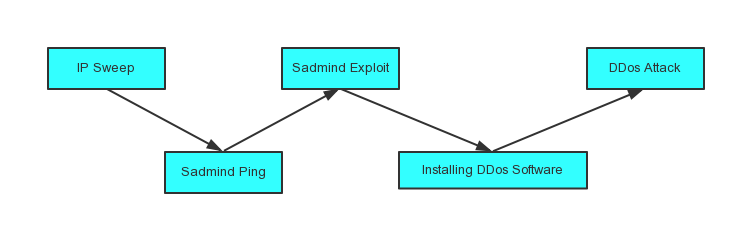 IP Sweep
Sadmind Exploit
DDos Attack
Sadmind Ping
Installing DDos Software